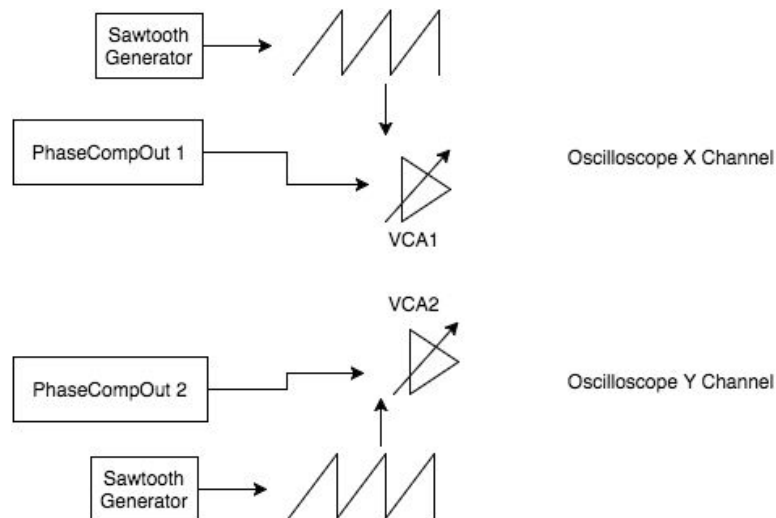 Sawtooth
Generator
PhaseCompOut 1
Oscilloscope X Channel
VCA1
VCA2
PhaseCompOut 2
Oscilloscope Y Channel
Sawtooth
Generator